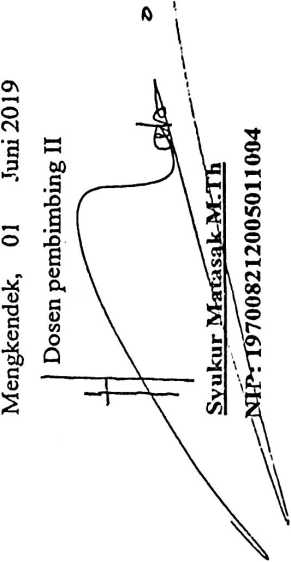 Mengkendek, 01 Juni 2019
Dosen pembimbing II
Syukur Matasak M.Th
NIP: 197008212005011004